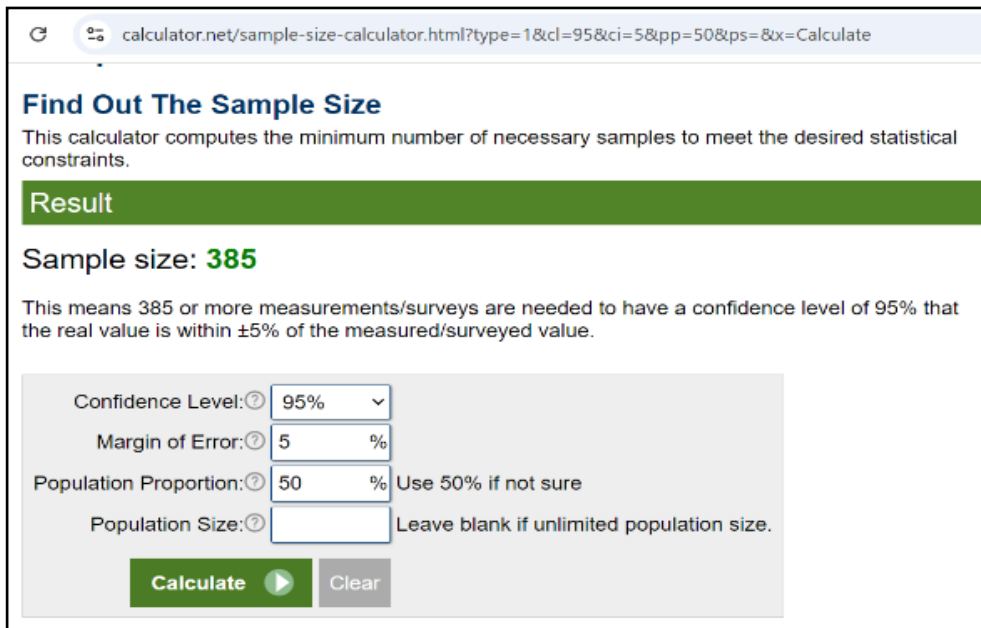 calculator.net/sample-size-calculator.html?type=1&cl=95&ci=5&pp=50&ps=&x=Calculate
Find Out The Sample Size
This calculator computes the minimum number of necessary samples to meet the desired statistical
constraints.
Result
Sample size: 385
This means 385 or more measurements/surveys are needed to have a confidence level of 95% that
the real value is within ±5% of the measured/surveyed value.
Confidence Level:? 95%
Margin of Error:? 5 %
Population Proportion:? 50 % Use 50% if not sure
Population Size:? Leave blank if unlimited population size.
Calculate Clear